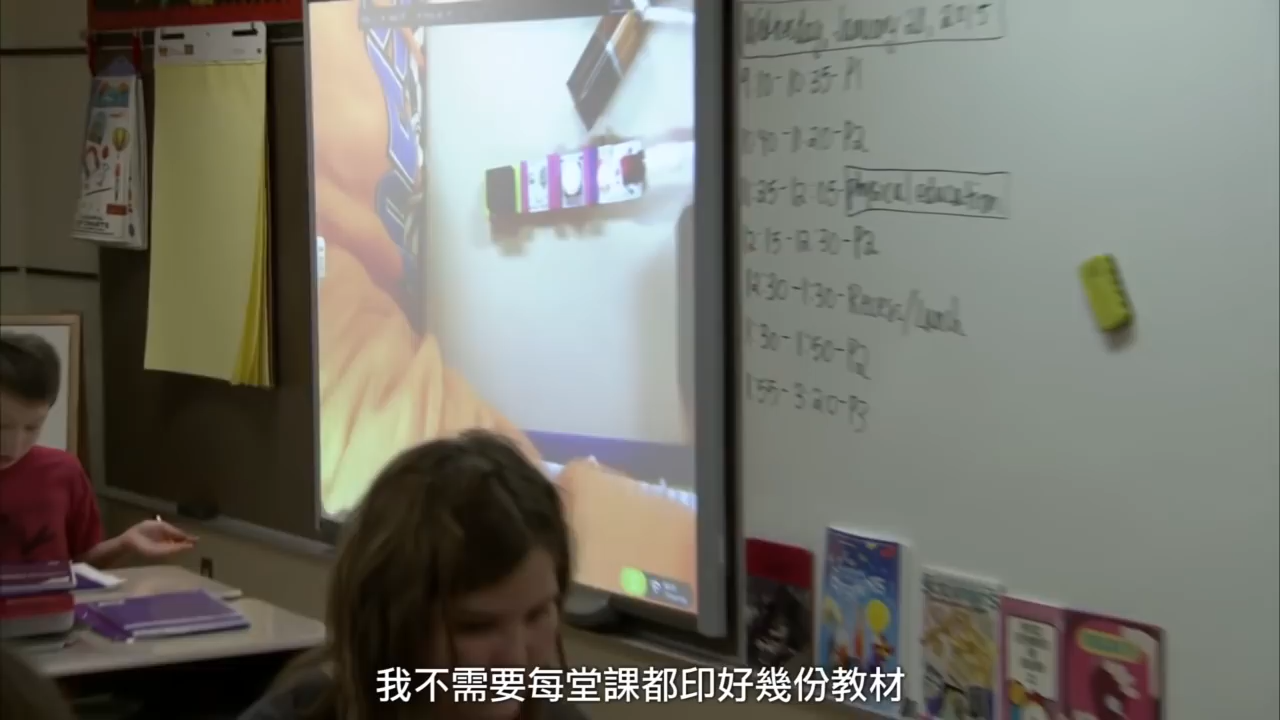 Wednesday, January 21, 2015
9:10-10:35-P1
10:40-11:20-P2
11:35-12:05-Physical education
12:15-12:30-P2
12:30-1:30-Recess/Lunch
1:30-1:50-P2
1:55-3:20-P3
我不需要每堂課都印好幾份教材